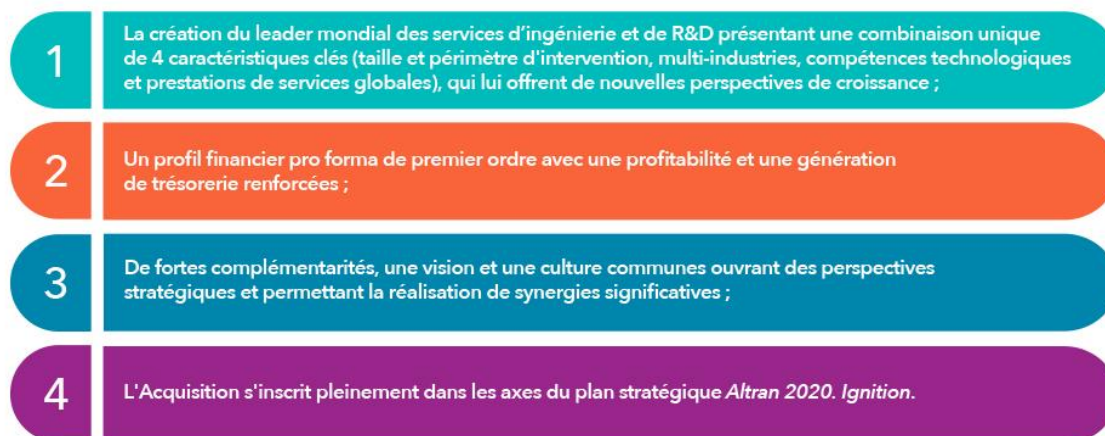 1
La création du leader mondial des services d’ingénierie et de R&D présentant une combinaison unique
de 4 caractéristiques clés (taille et périmètre d'intervention, multi-industries, compétences technologiques
et prestations de services globales), qui lui offrent de nouvelles perspectives de croissance ;
2
Un profil financier pro forma de premier ordre avec une profitabilité et une génération
de trésorerie renforcées ;
3
De fortes complémentarités, une vision et une culture communes ouvrant des perspectives
stratégiques et permettant la réalisation de synergies significatives ;
4
L'Acquisition s'inscrit pleinement dans les axes du plan stratégique Altran 2020. Ignition.